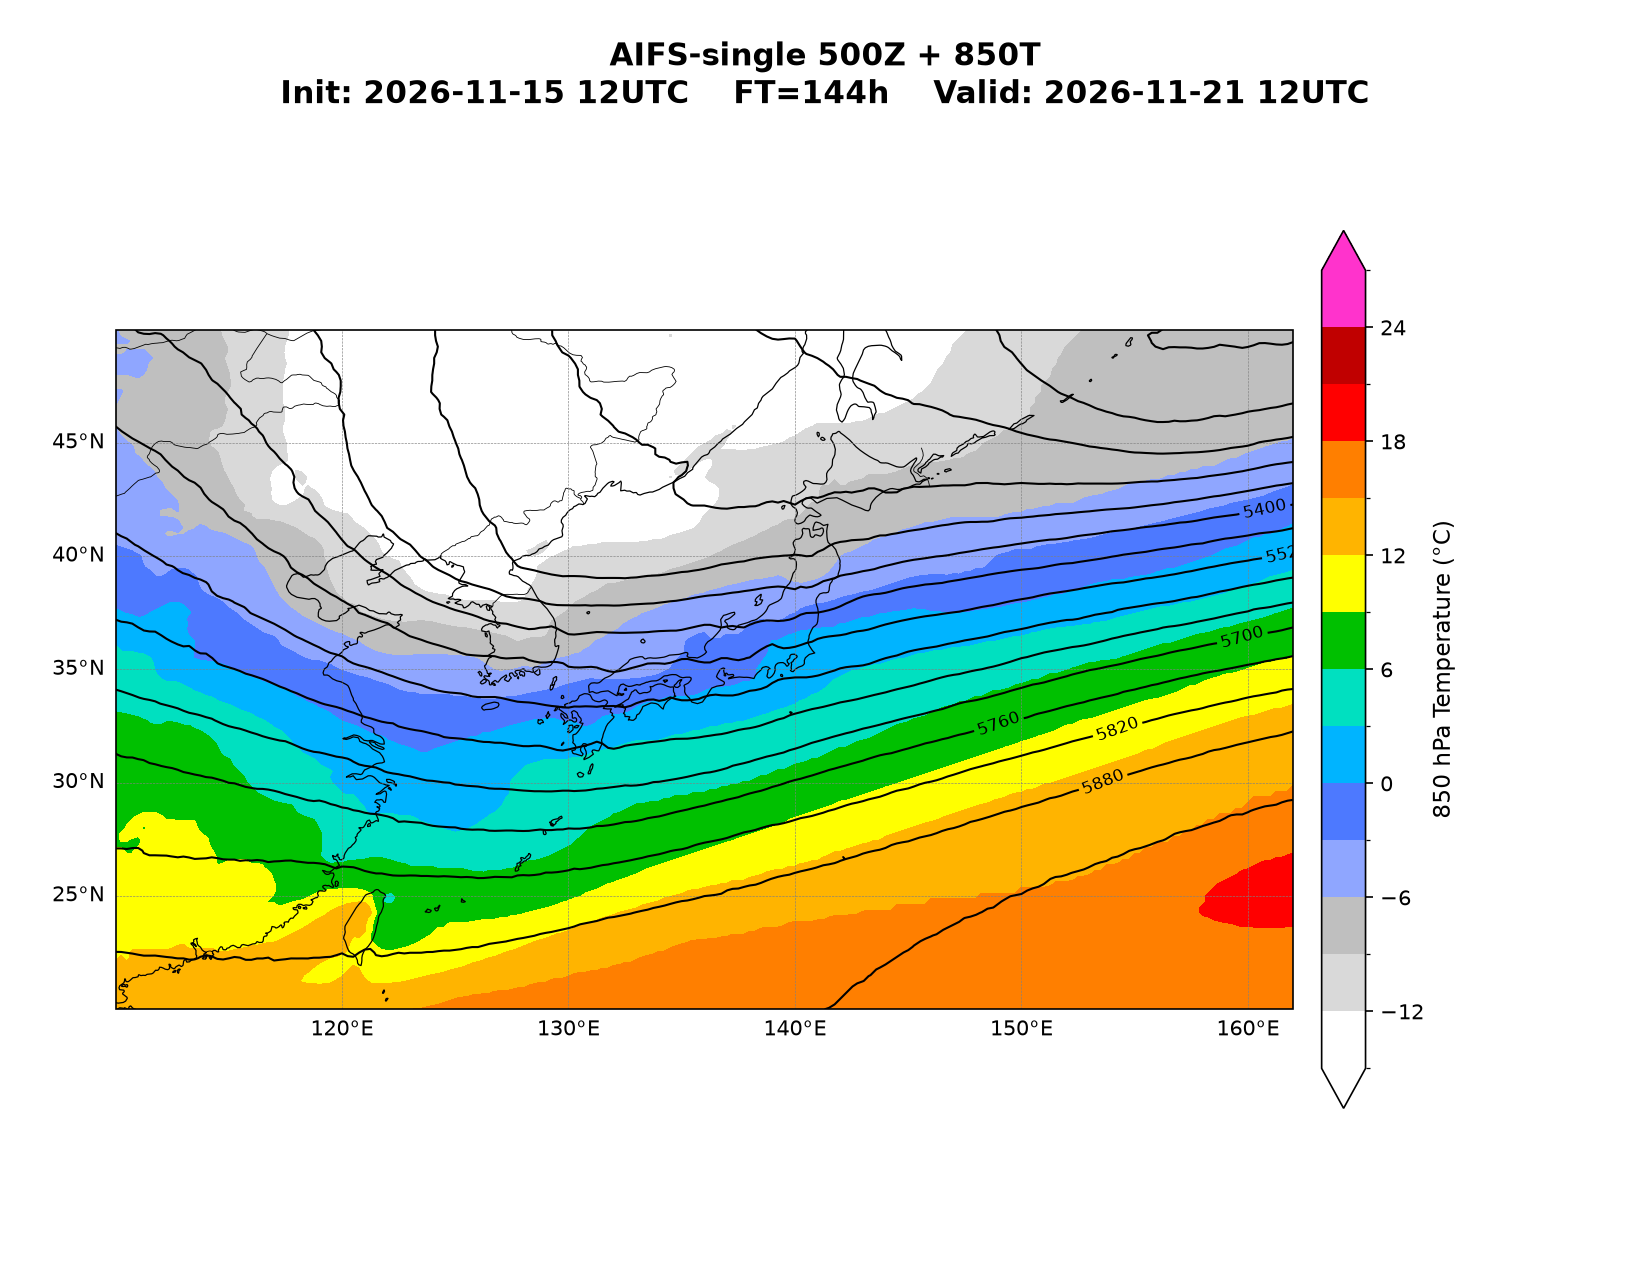 AIFS-single 500Z + 850T
Init: 2026-11-15 12UTC    FT=144h    Valid: 2026-11-21 12UTC
24
18
12
6
0
−6
−12
850 hPa Temperature (°C)
45°N
40°N
35°N
30°N
25°N
5400
552
5700
5760
5820
5880
120°E
130°E
140°E
150°E
160°E